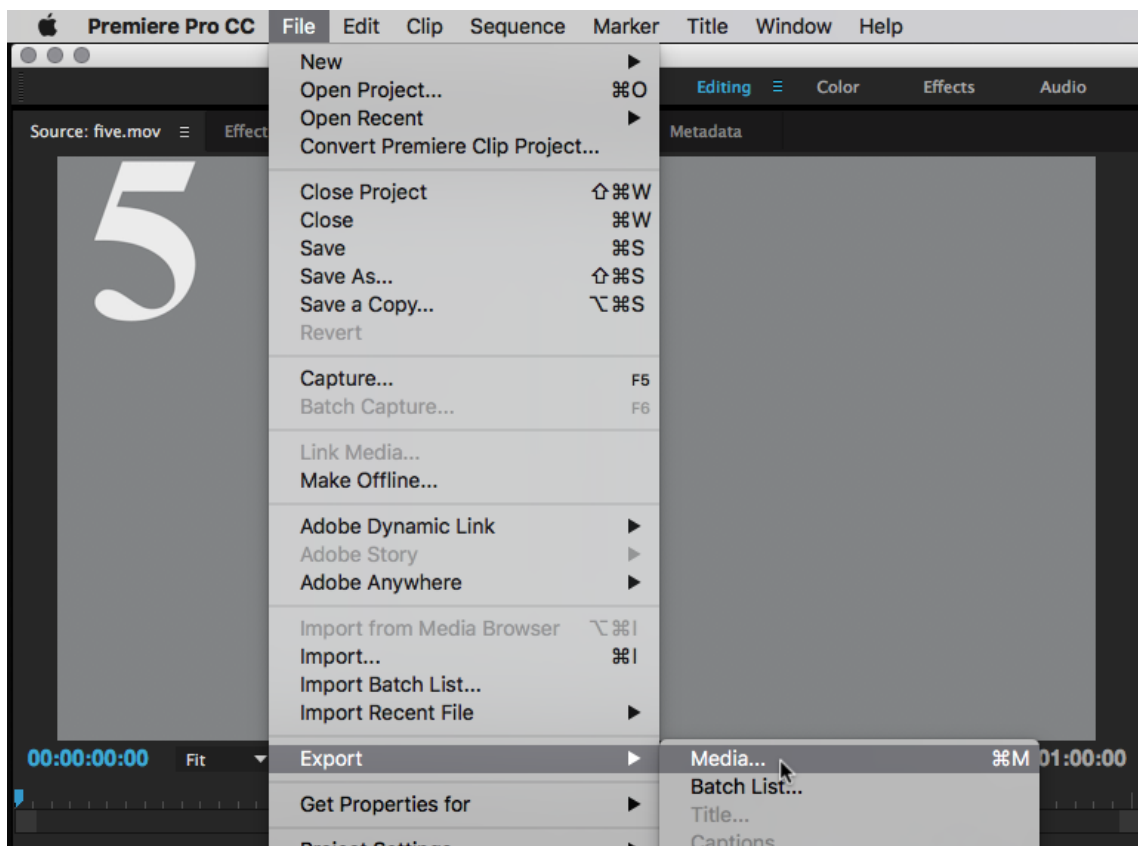 Premiere Pro CC File Edit Clip Sequence Marker Title Window Help
Editing Color Effects Audio
Source: five.mov Effect Metadata
5
New
Open Project... ⌘O
Open Recent
Convert Premiere Clip Project...
Close Project ⇧⌘W
Close ⌘W
Save ⌘S
Save As... ⇧⌘S
Save a Copy... ⌥⌘S
Revert
Capture... F5
Batch Capture... F6
Link Media...
Make Offline...
Adobe Dynamic Link
Adobe Story
Adobe Anywhere
Import from Media Browser ⌥⌘I
Import... ⌘I
Import Batch List...
Import Recent File
00:00:00:00 Fit Export Media... ⌘M 01:00:00
Batch List...
Get Properties for Title...
Project Settings Captions